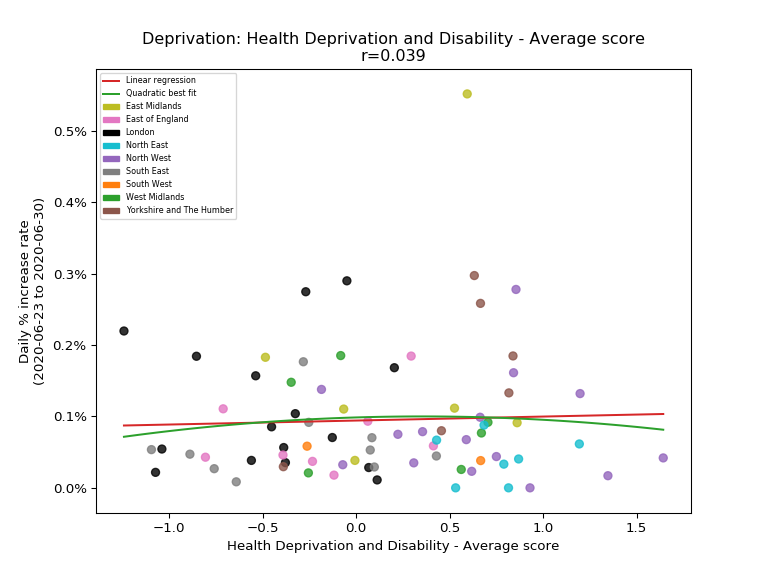 Deprivation: Health Deprivation and Disability - Average score
r=0.039
Linear regression
Quadratic best fit
East Midlands
East of England
London
North East
North West
South East
South West
West Midlands
Yorkshire and The Humber
0.5%
0.4%
0.3%
0.2%
0.1%
0.0%
Daily % increase rate
(2020-06-23 to 2020-06-30)
−1.0
−0.5
0.0
0.5
1.0
1.5
Health Deprivation and Disability - Average score